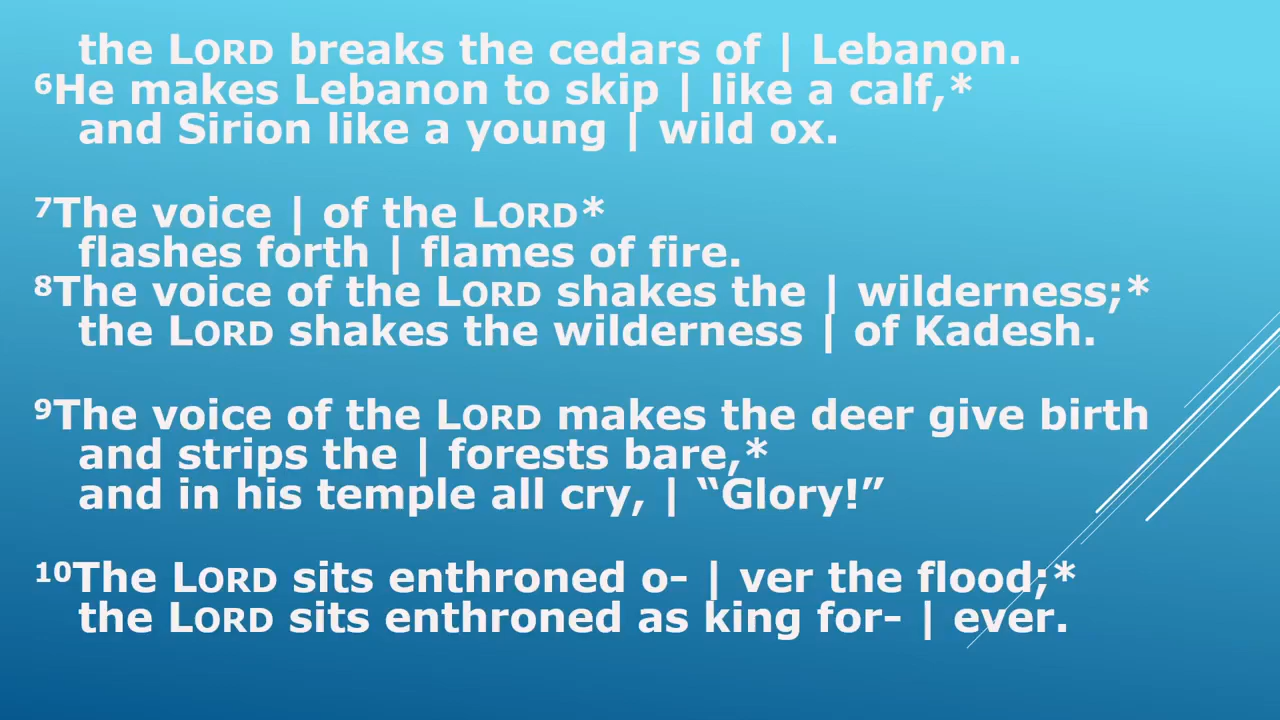 the LORD breaks the cedars of | Lebanon.
⁶He makes Lebanon to skip | like a calf,*
and Sirion like a young | wild ox.
⁷The voice | of the LORD*
flashes forth | flames of fire.
⁸The voice of the LORD shakes the | wilderness;*
the LORD shakes the wilderness | of Kadesh.
⁹The voice of the LORD makes the deer give birth
and strips the | forests bare,*
and in his temple all cry, | “Glory!”
¹⁰The LORD sits enthroned o- | ver the flood;*
the LORD sits enthroned as king for- | ever.